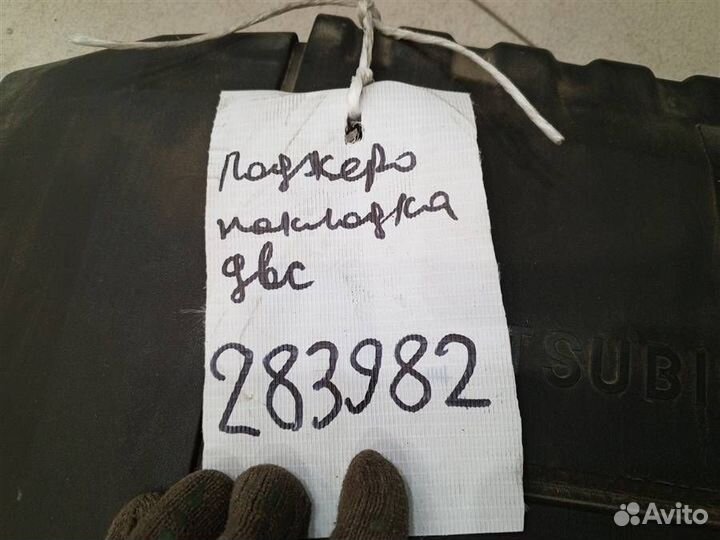 Паджеро
накладка
двс
283982
TSUBI
Avito